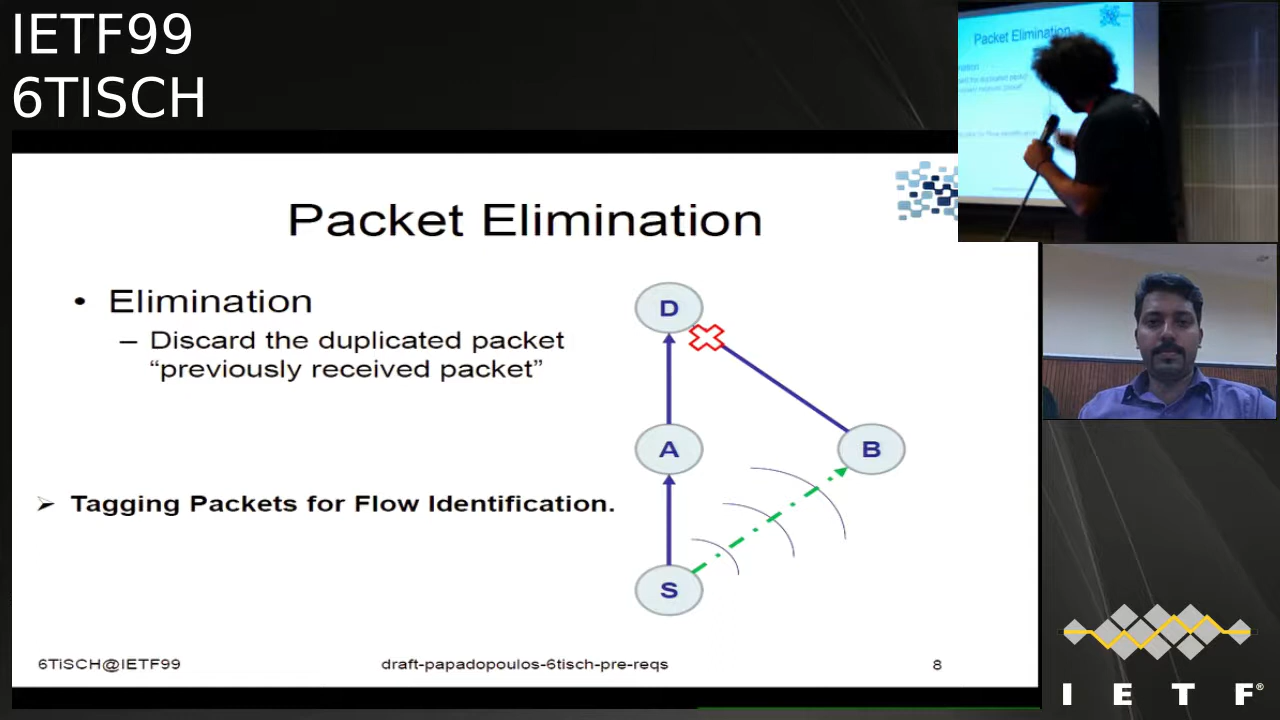 IETF99
6TISCH
Packet Elimination
• Elimination
– Discard the duplicated packet
“previously received packet”
➢ Tagging Packets for Flow Identification.
D
A
B
S
6TiSCH@IETF99
draft-papadopoulos-6tisch-pre-reqs
8
Packet Elimination
I E T F®